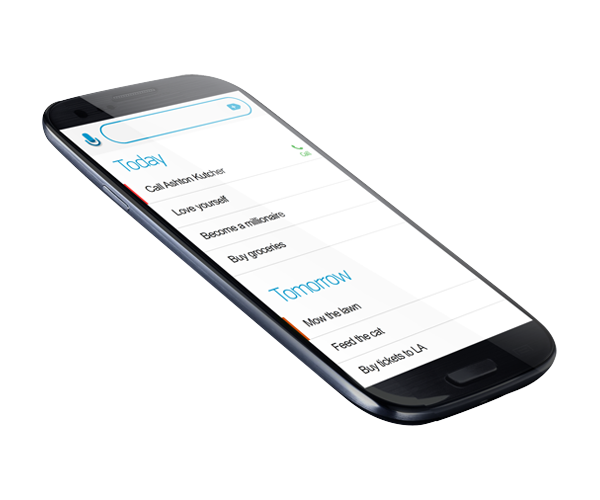 Today
Call Ashton Kutcher
Call
Love yourself
Become a millionaire
Buy groceries
Tomorrow
Mow the lawn
Feed the cat
Buy tickets to LA